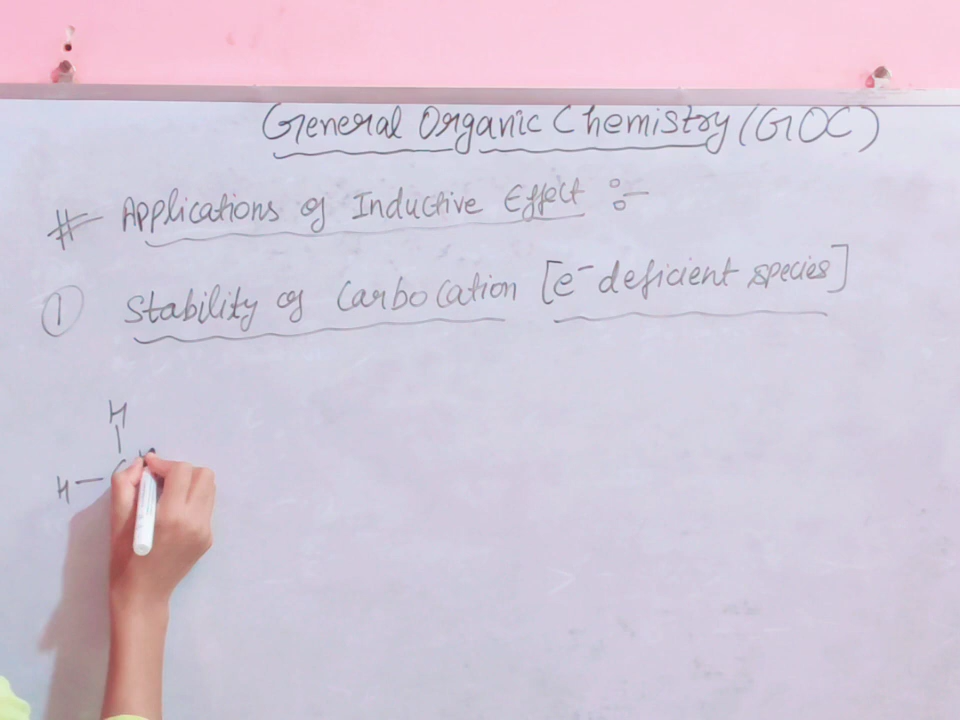 General Organic Chemistry (GOC)
# Applications of Inductive Effect :-
① Stability of Carbocation [e⁻ deficient species]
H
H - C